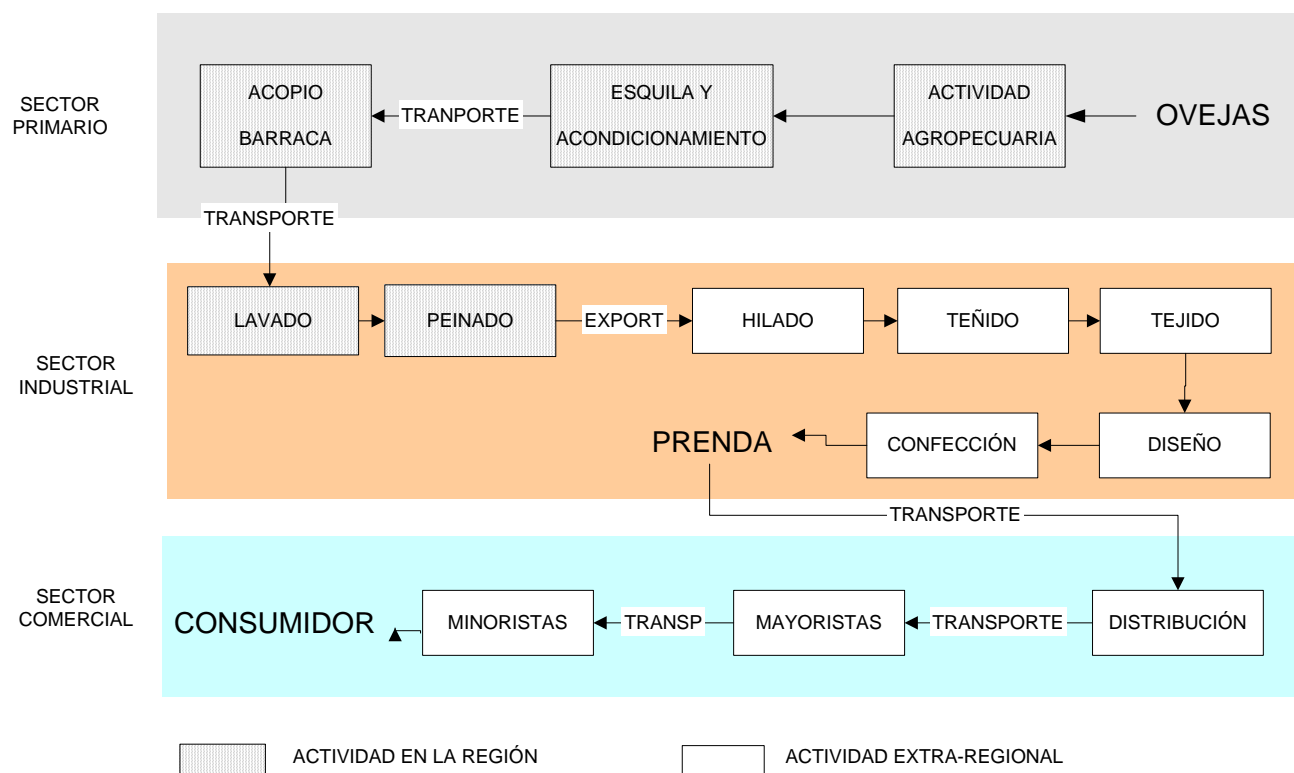 SECTOR
PRIMARIO
OVEJAS
ACTIVIDAD
AGROPECUARIA
ESQUILA Y
ACONDICIONAMIENTO
TRANPORTE
ACOPIO
BARRACA
TRANSPORTE
SECTOR
INDUSTRIAL
LAVADO
PEINADO
EXPORT
HILADO
TEÑIDO
TEJIDO
DISEÑO
CONFECCIÓN
PRENDA
TRANSPORTE
SECTOR
COMERCIAL
DISTRIBUCIÓN
TRANSPORTE
MAYORISTAS
TRANSP
MINORISTAS
CONSUMIDOR
ACTIVIDAD EN LA REGIÓN
ACTIVIDAD EXTRA-REGIONAL